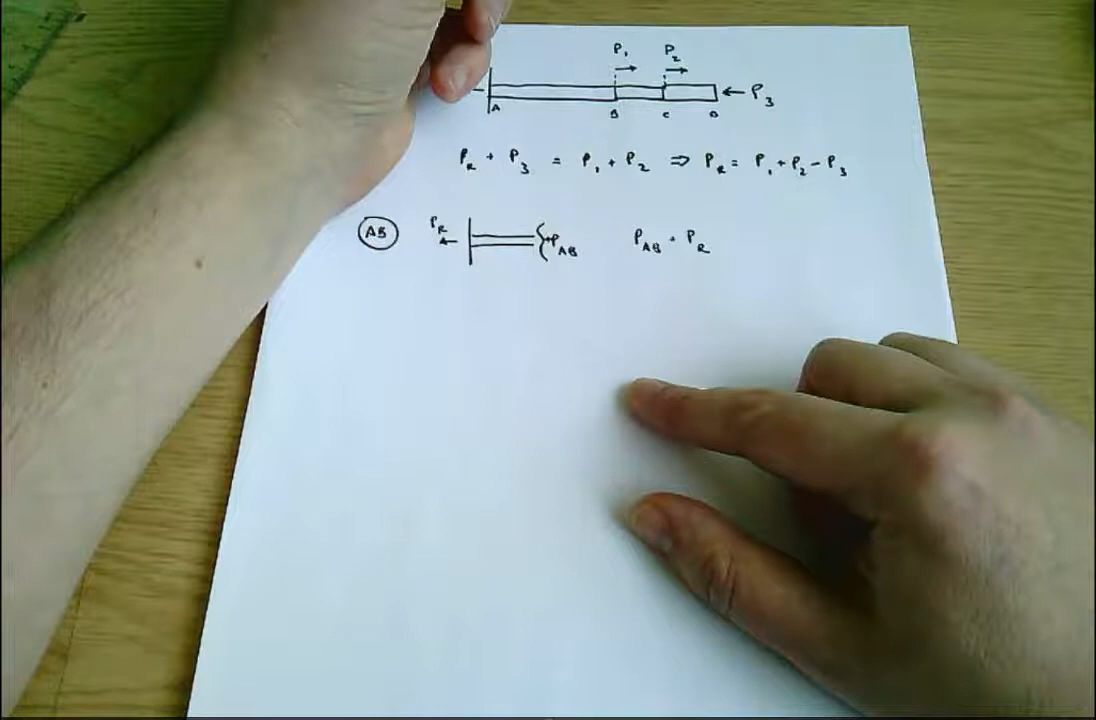 P1 P2
← P3
A B C D
PR + P3 = P1 + P2 ⇒ PR = P1 + P2 - P3
AB PR PAB PAB = PR